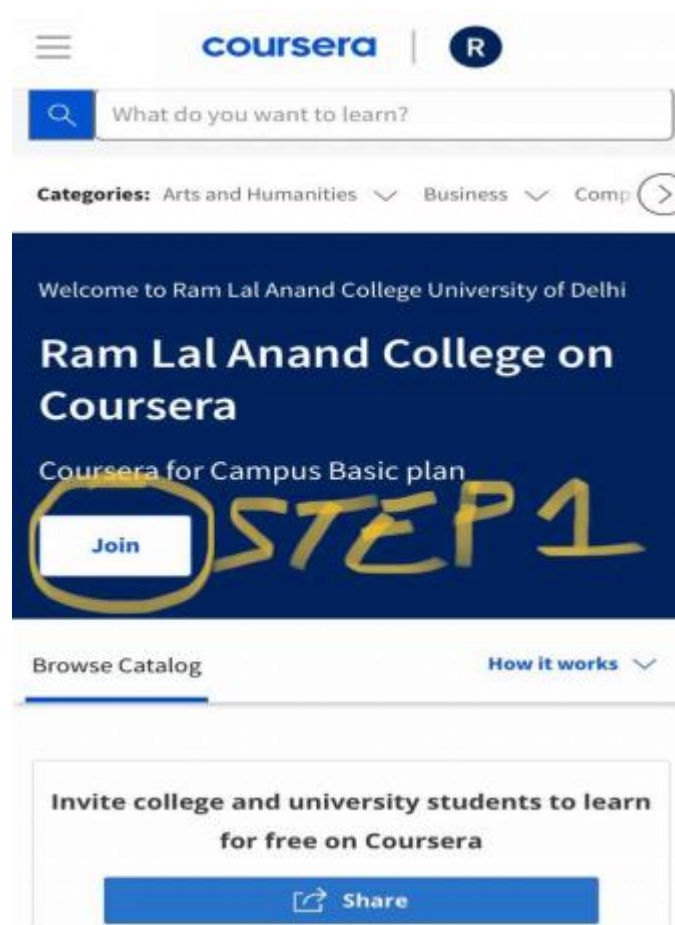 coursera | R
What do you want to learn?
Categories: Arts and Humanities Business Comp
Welcome to Ram Lal Anand College University of Delhi
Ram Lal Anand College on
Coursera
Coursera for Campus Basic plan
Join STEP 1
Browse Catalog How it works
Invite college and university students to learn
for free on Coursera
Share